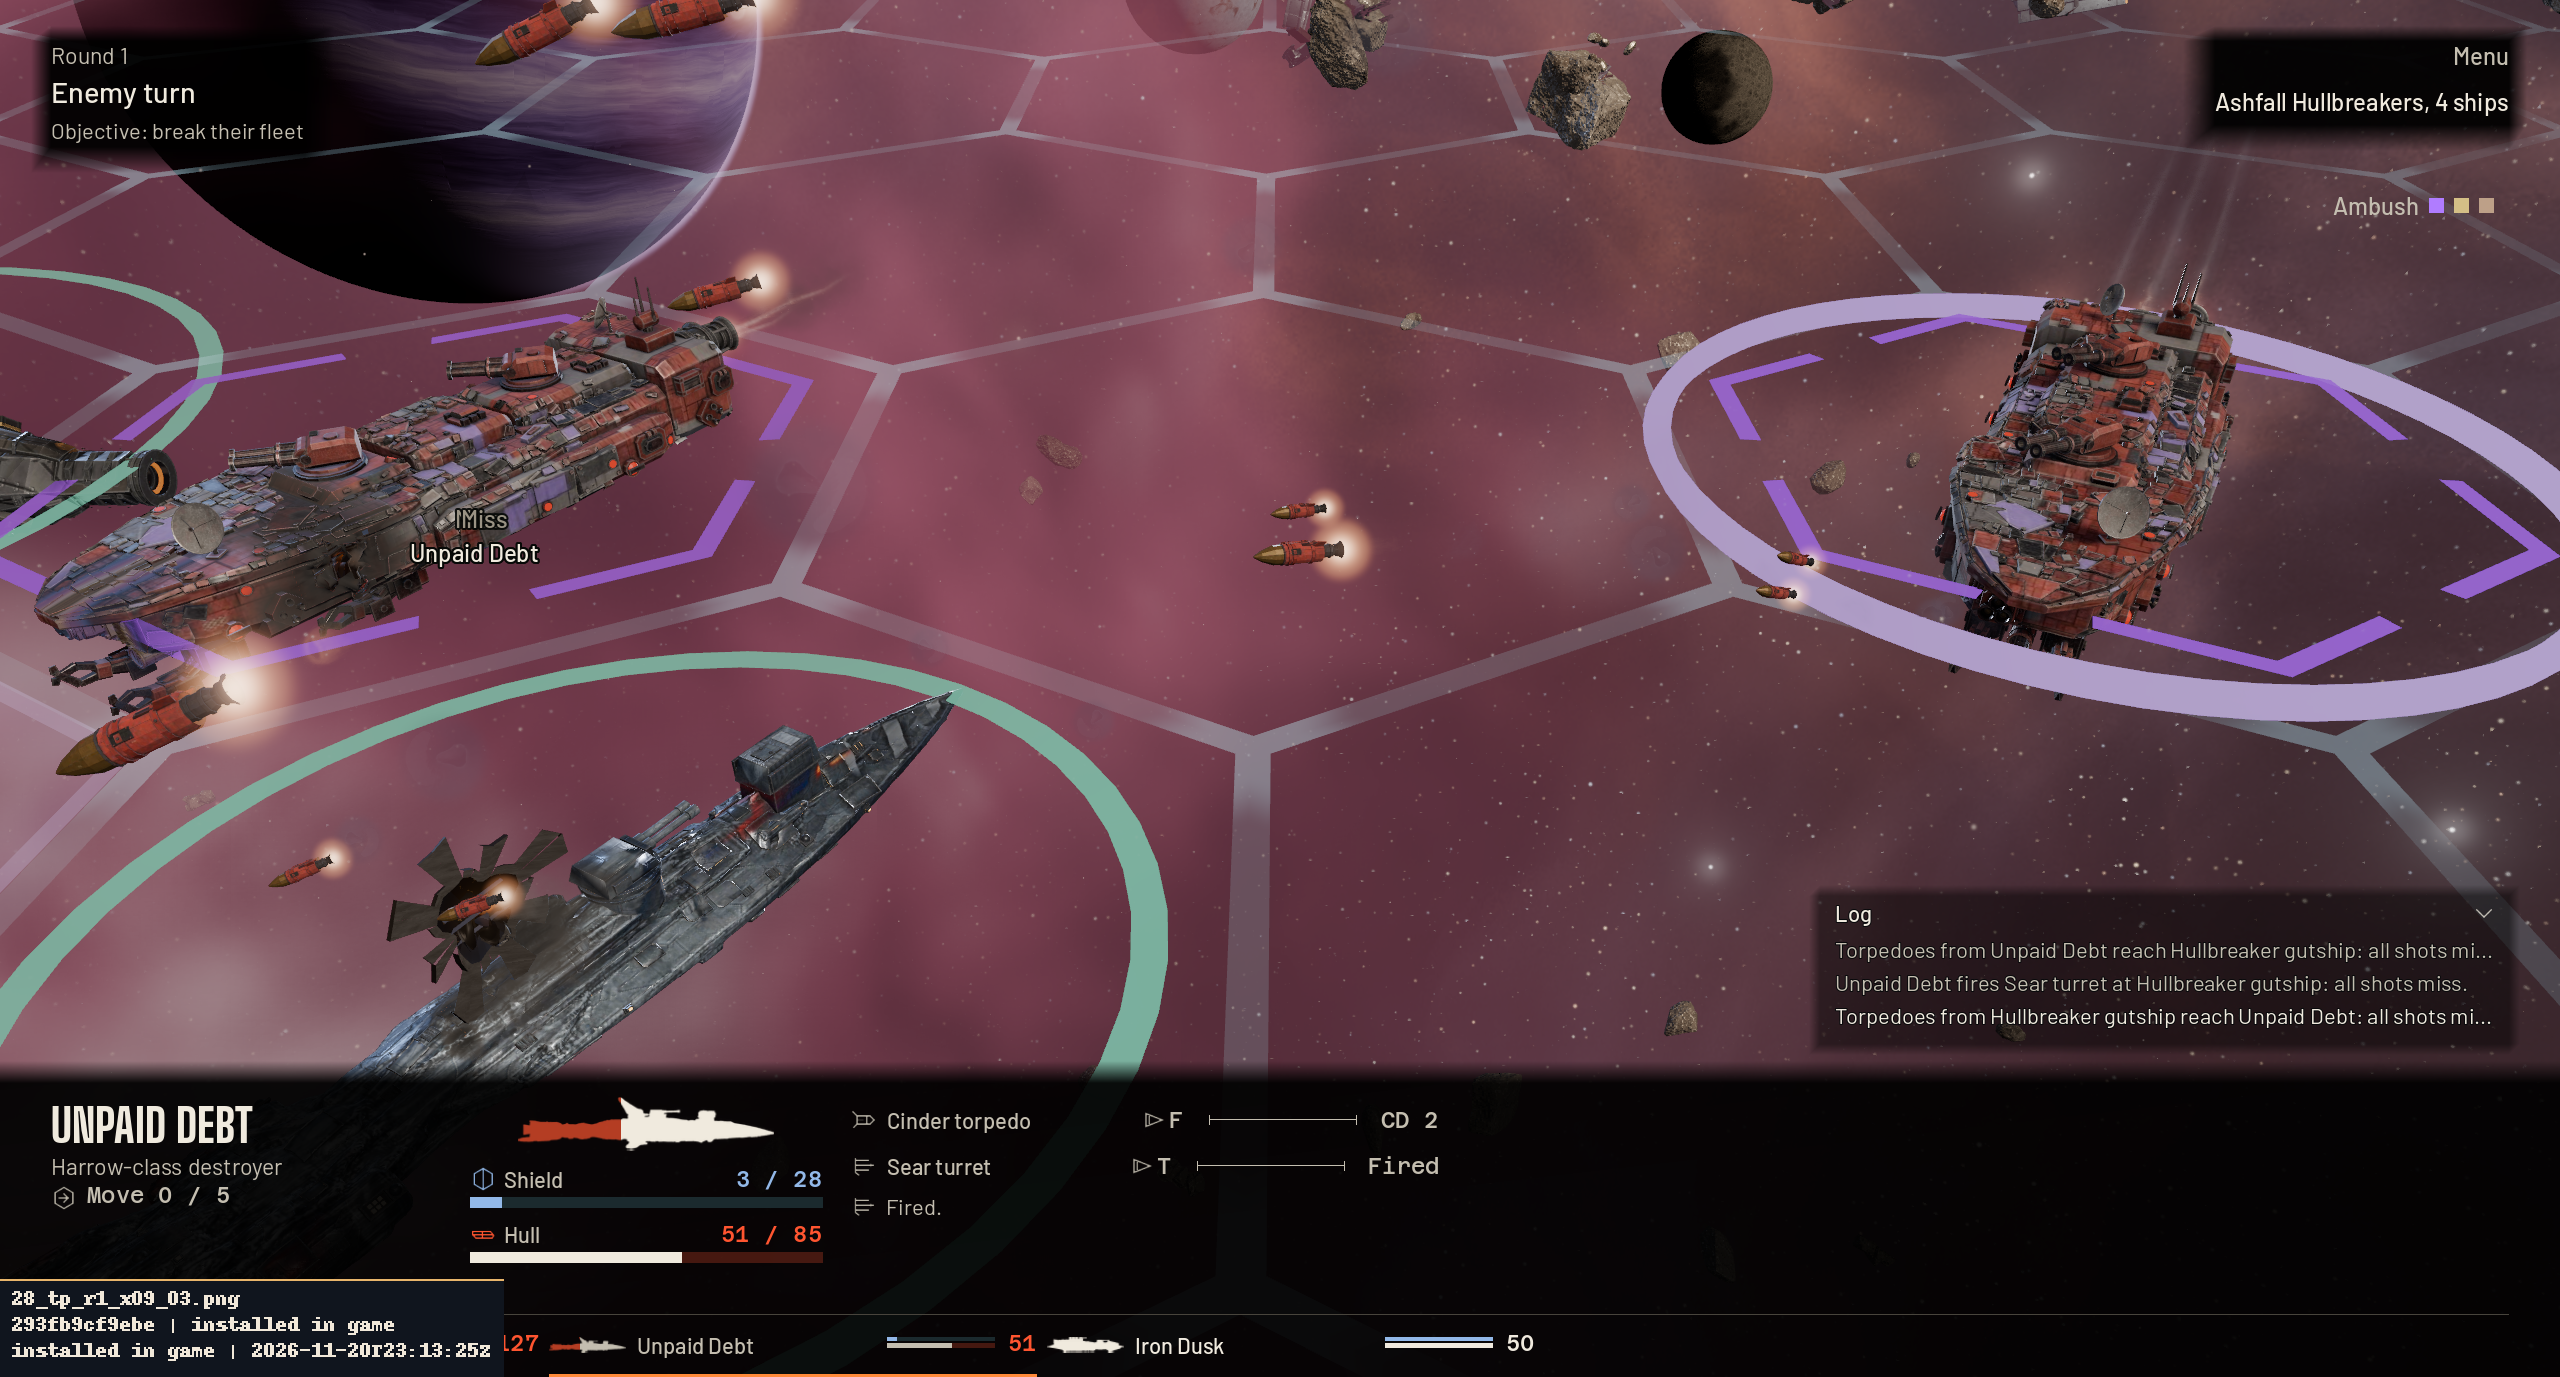 Round 1
Enemy turn
Objective: break their fleet
Menu
Ashfall Hullbreakers, 4 ships
Ambush
Miss
Unpaid Debt
Log
Torpedoes from Unpaid Debt reach Hullbreaker gutship: all shots mi...
Unpaid Debt fires Sear turret at Hullbreaker gutship: all shots miss.
Torpedoes from Hullbreaker gutship reach Unpaid Debt: all shots mi...
UNPAID DEBT
Harrow-class destroyer
Move 0 / 5
Shield 3 / 28
Hull 51 / 85
Cinder torpedo F CD 2
Sear turret T Fired
Fired.
28_tp_r1_x09_03.png
293fb9cf9ebe | installed in game
installed in game | 2026-11-20T23:13:25Z
127 Unpaid Debt 51 Iron Dusk 50